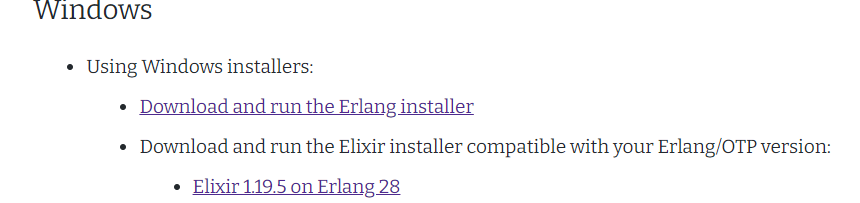 Windows
Using Windows installers:
Download and run the Erlang installer
Download and run the Elixir installer compatible with your Erlang/OTP version:
Elixir 1.19.5 on Erlang 28